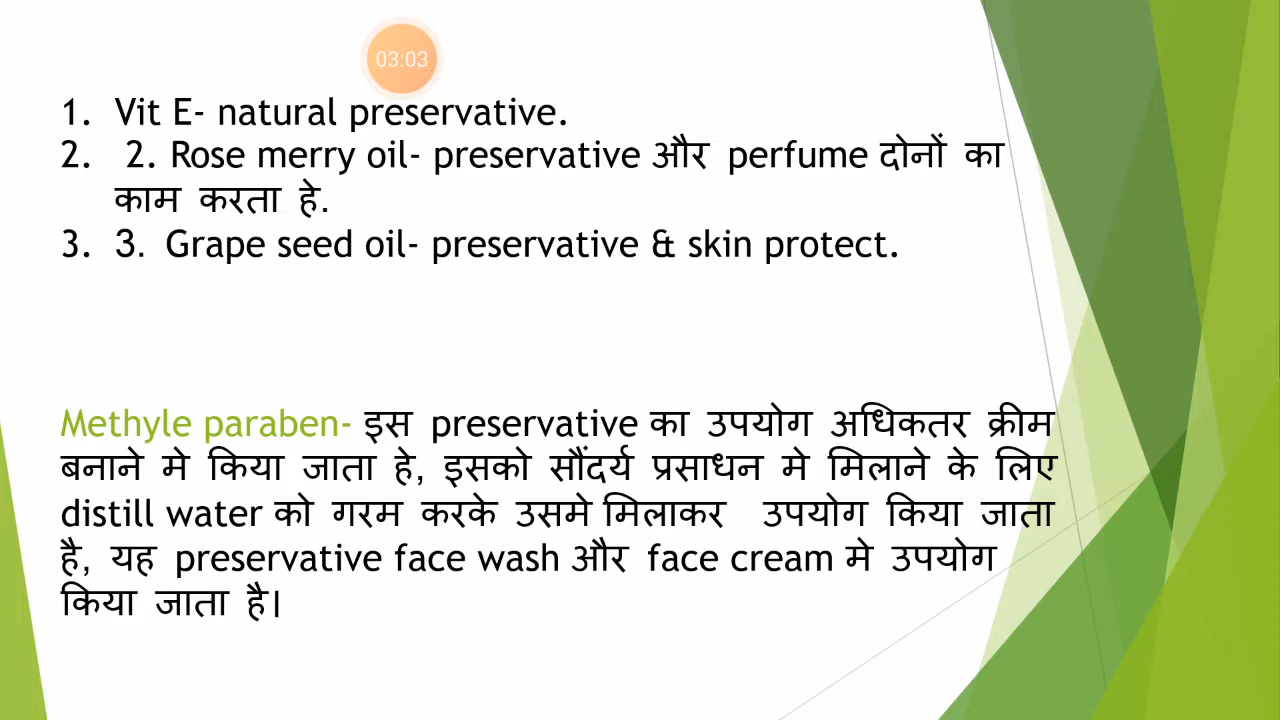 03:03
1. Vit E- natural preservative.
2. 2. Rose merry oil- preservative और perfume दोनों का
काम करता हे.
3. 3. Grape seed oil- preservative & skin protect.
Methyle paraben- इस preservative का उपयोग अधिकतर क्रीम
बनाने मे किया जाता हे, इसको सौंदर्य प्रसाधन मे मिलाने के लिए
distill water को गरम करके उसमे मिलाकर उपयोग किया जाता
है, यह preservative face wash और face cream मे उपयोग
किया जाता है।